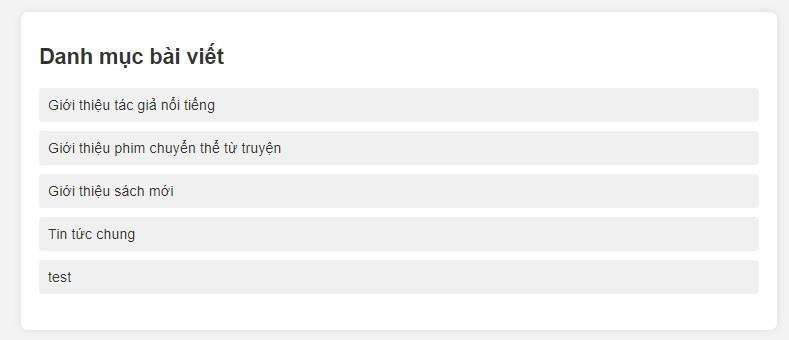 Danh mục bài viết
Giới thiệu tác giả nổi tiếng
Giới thiệu phim chuyển thể từ truyện
Giới thiệu sách mới
Tin tức chung
test